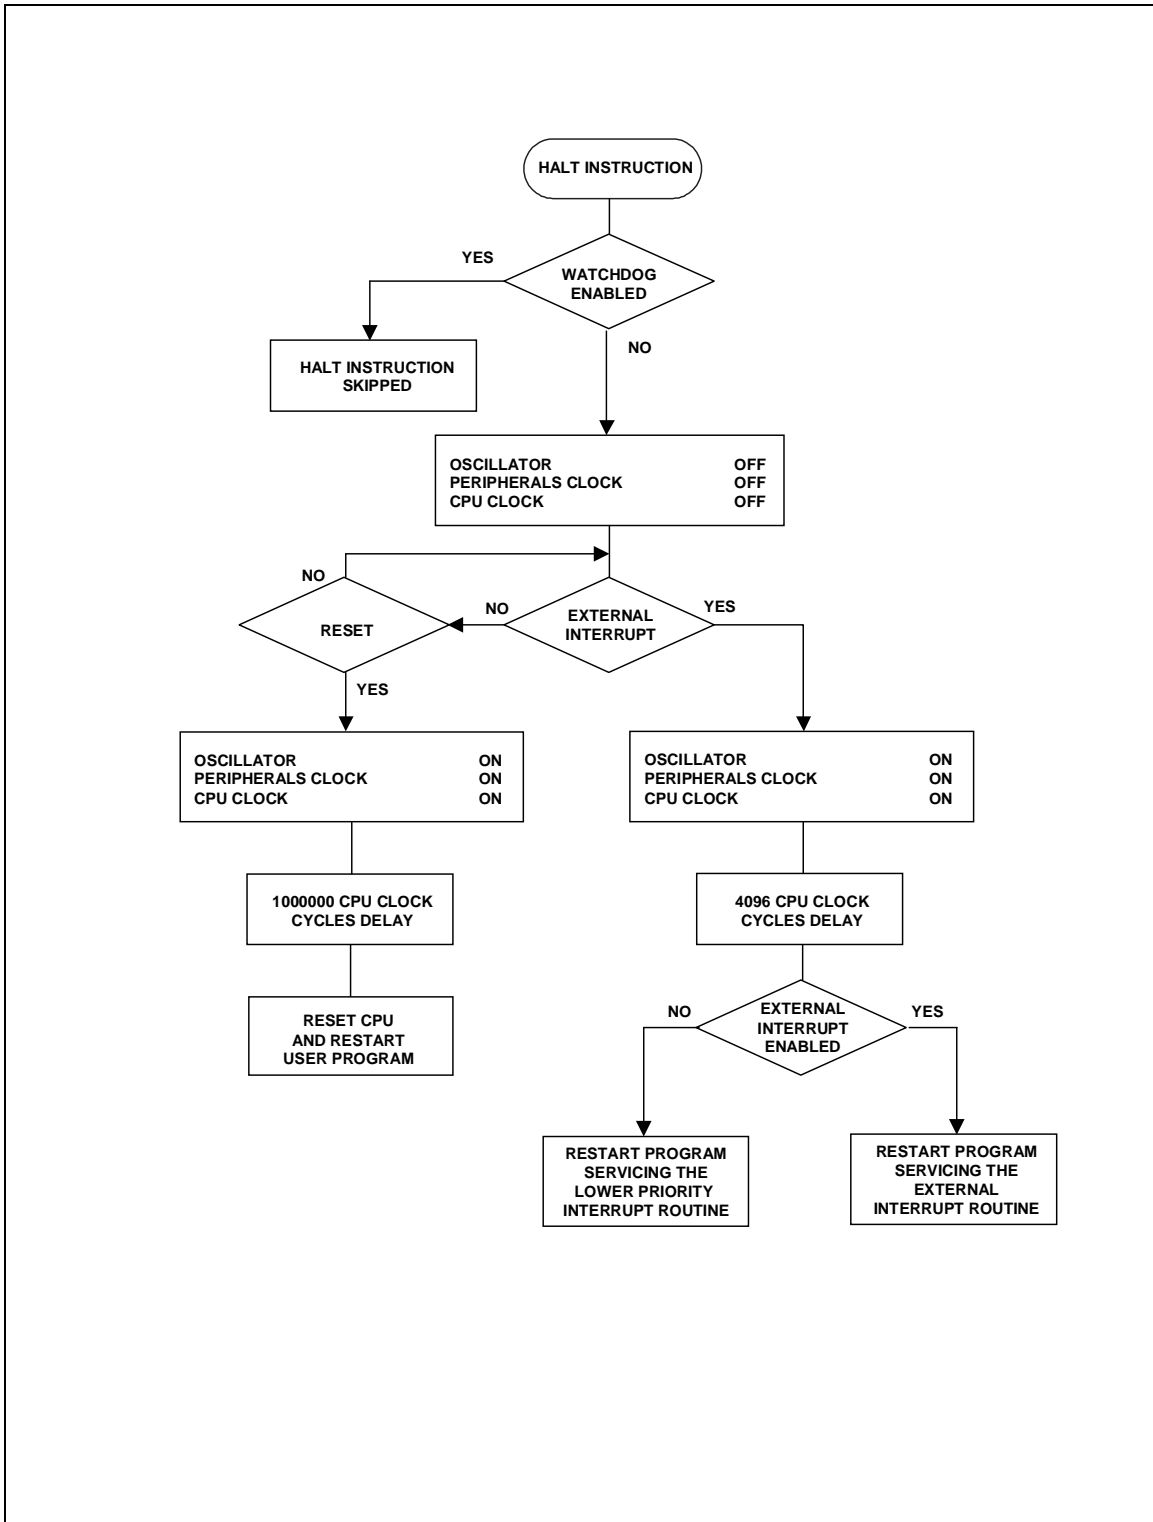 HALT INSTRUCTION
YES
WATCHDOG
ENABLED
NO
HALT INSTRUCTION
SKIPPED
OSCILLATOR OFF
PERIPHERALS CLOCK OFF
CPU CLOCK OFF
NO
RESET
NO
EXTERNAL
INTERRUPT
YES
YES
OSCILLATOR ON
PERIPHERALS CLOCK ON
CPU CLOCK ON
OSCILLATOR ON
PERIPHERALS CLOCK ON
CPU CLOCK ON
1000000 CPU CLOCK
CYCLES DELAY
4096 CPU CLOCK
CYCLES DELAY
RESET CPU
AND RESTART
USER PROGRAM
NO
EXTERNAL
INTERRUPT
ENABLED
YES
RESTART PROGRAM
SERVICING THE
LOWER PRIORITY
INTERRUPT ROUTINE
RESTART PROGRAM
SERVICING THE
EXTERNAL
INTERRUPT ROUTINE